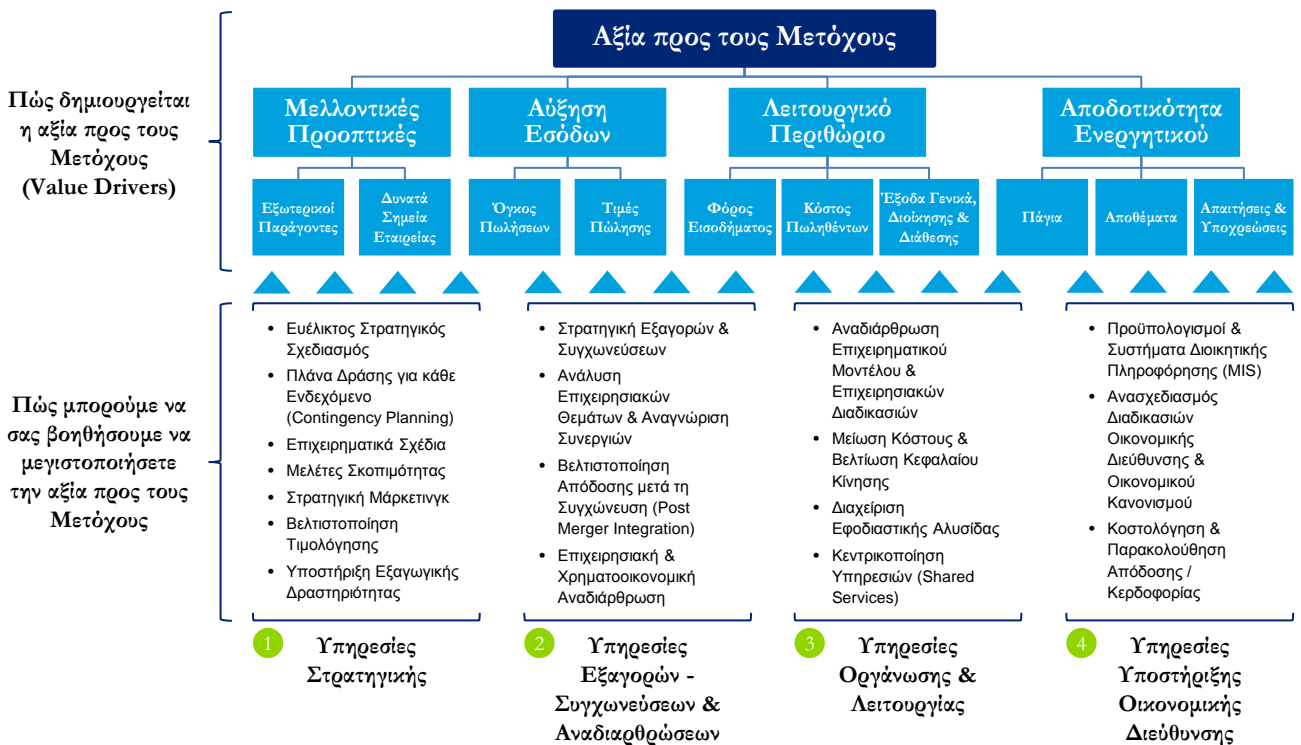 Αξία προς τους Μετόχους
Πώς δημιουργείται
η αξία προς τους
Μετόχους
(Value Drivers)
Μελλοντικές
Προοπτικές
Αύξηση
Εσόδων
Λειτουργικό
Περιθώριο
Αποδοτικότητα
Ενεργητικού
Εξωτερικοί
Παράγοντες
Δυνατά
Σημεία
Εταιρείας
Όγκος
Πωλήσεων
Τιμές
Πώλησης
Φόρος
Εισοδήματος
Κόστος
Πωληθέντων
Έξοδα Γενικά,
Διοίκησης &
Διάθεσης
Πάγια
Αποθέματα
Απαιτήσεις &
Υποχρεώσεις
Πώς μπορούμε να
σας βοηθήσουμε να
μεγιστοποιήσετε
την αξία προς τους
Μετόχους
• Ευέλικτος Στρατηγικός
Σχεδιασμός
• Πλάνα Δράσης για κάθε
Ενδεχόμενο
(Contingency Planning)
• Επιχειρηματικά Σχέδια
• Μελέτες Σκοπιμότητας
• Στρατηγική Μάρκετινγκ
• Βελτιστοποίηση
Τιμολόγησης
• Υποστήριξη Εξαγωγικής
Δραστηριότητας
• Στρατηγική Εξαγορών &
Συγχωνεύσεων
• Ανάλυση
Επιχειρησιακών
Θεμάτων & Αναγνώριση
Συνεργιών
• Βελτιστοποίηση
Απόδοσης μετά τη
Συγχώνευση (Post
Merger Integration)
• Επιχειρησιακή &
Χρηματοοικονομική
Αναδιάρθρωση
• Αναδιάρθρωση
Επιχειρηματικού
Μοντέλου &
Επιχειρησιακών
Διαδικασιών
• Μείωση Κόστους &
Βελτίωση Κεφαλαίου
Κίνησης
• Διαχείριση
Εφοδιαστικής Αλυσίδας
• Κεντρικοποίηση
Υπηρεσιών (Shared
Services)
• Προϋπολογισμοί &
Συστήματα Διοικητικής
Πληροφόρησης (MIS)
• Ανασχεδιασμός
Διαδικασιών
Οικονομικής
Διεύθυνσης &
Οικονομικού
Κανονισμού
• Κοστολόγηση &
Παρακολούθηση
Απόδοσης /
Κερδοφορίας
1 Υπηρεσίες
Στρατηγικής
2 Υπηρεσίες
Εξαγορών -
Συγχωνεύσεων &
Αναδιαρθρώσεων
3 Υπηρεσίες
Οργάνωσης &
Λειτουργίας
4 Υπηρεσίες
Υποστήριξης
Οικονομικής
Διεύθυνσης